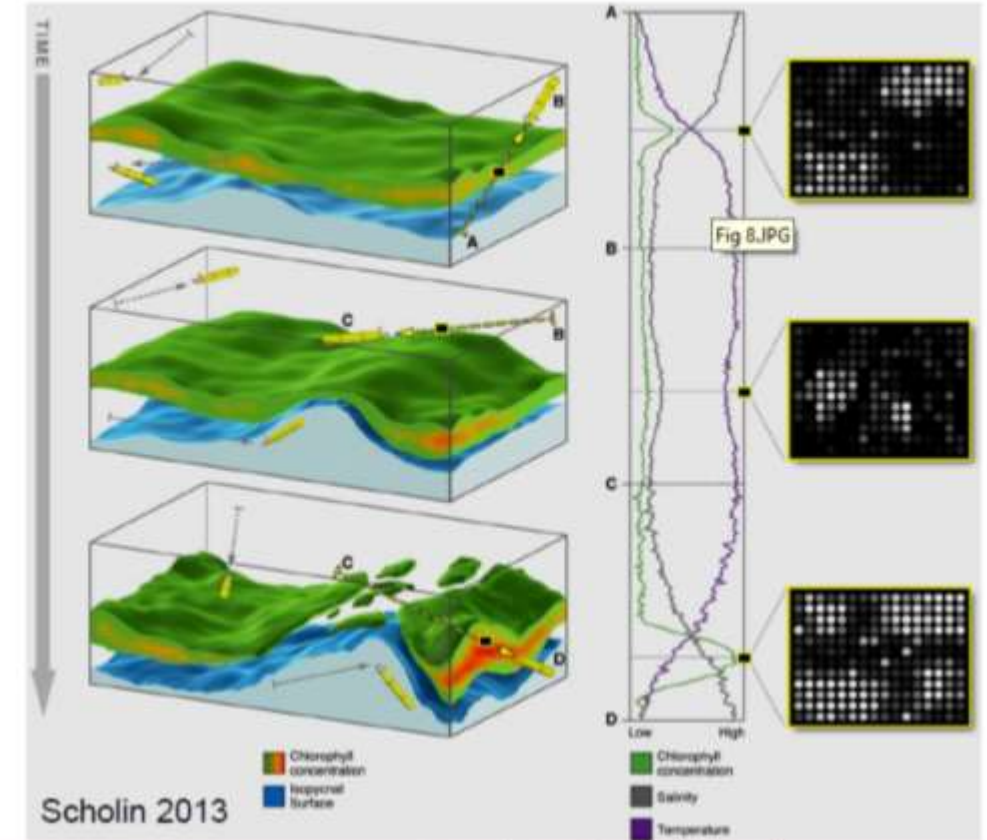 TIME
A
B
A
C
B
C
D
A
B
C
D
Low High
Fig 8.JPG
Chlorophyll
concentration
Isopycnal
Surface
Chlorophyll
concentration
Salinity
Temperature
Scholin 2013